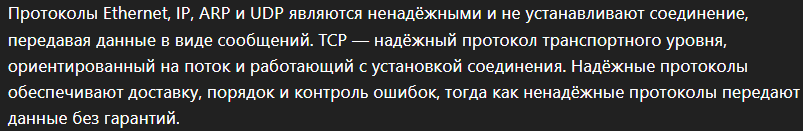 Протоколы Ethernet, IP, ARP и UDP являются ненадёжными и не устанавливают соединение,
передавая данные в виде сообщений. TCP — надёжный протокол транспортного уровня,
ориентированный на поток и работающий с установкой соединения. Надёжные протоколы
обеспечивают доставку, порядок и контроль ошибок, тогда как ненадёжные протоколы передают
данные без гарантий.